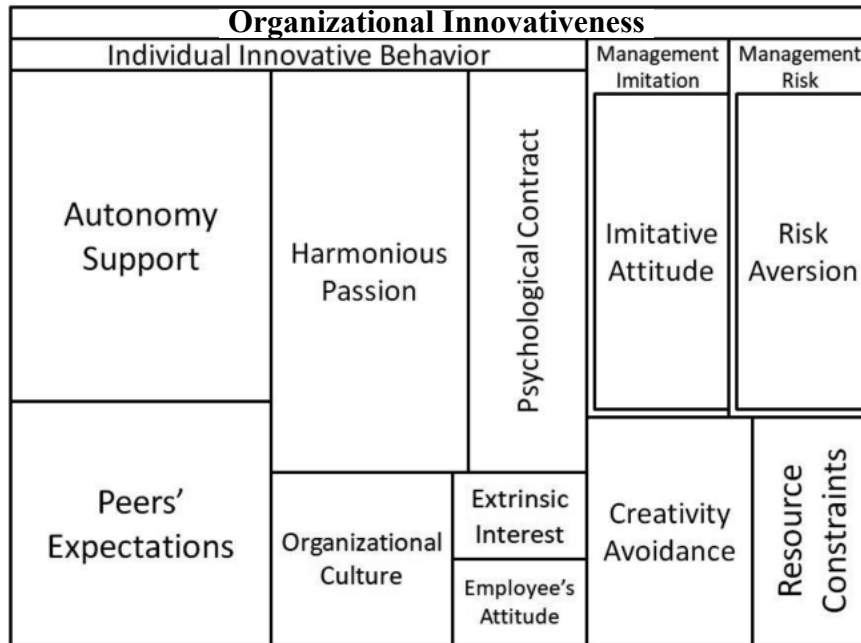 Organizational Innovativeness
Individual Innovative Behavior
Management
Imitation
Management
Risk
Autonomy
Support
Harmonious
Passion
Psychological Contract
Imitative
Attitude
Risk
Aversion
Peers’
Expectations
Organizational
Culture
Extrinsic
Interest
Employee’s
Attitude
Creativity
Avoidance
Resource
Constraints